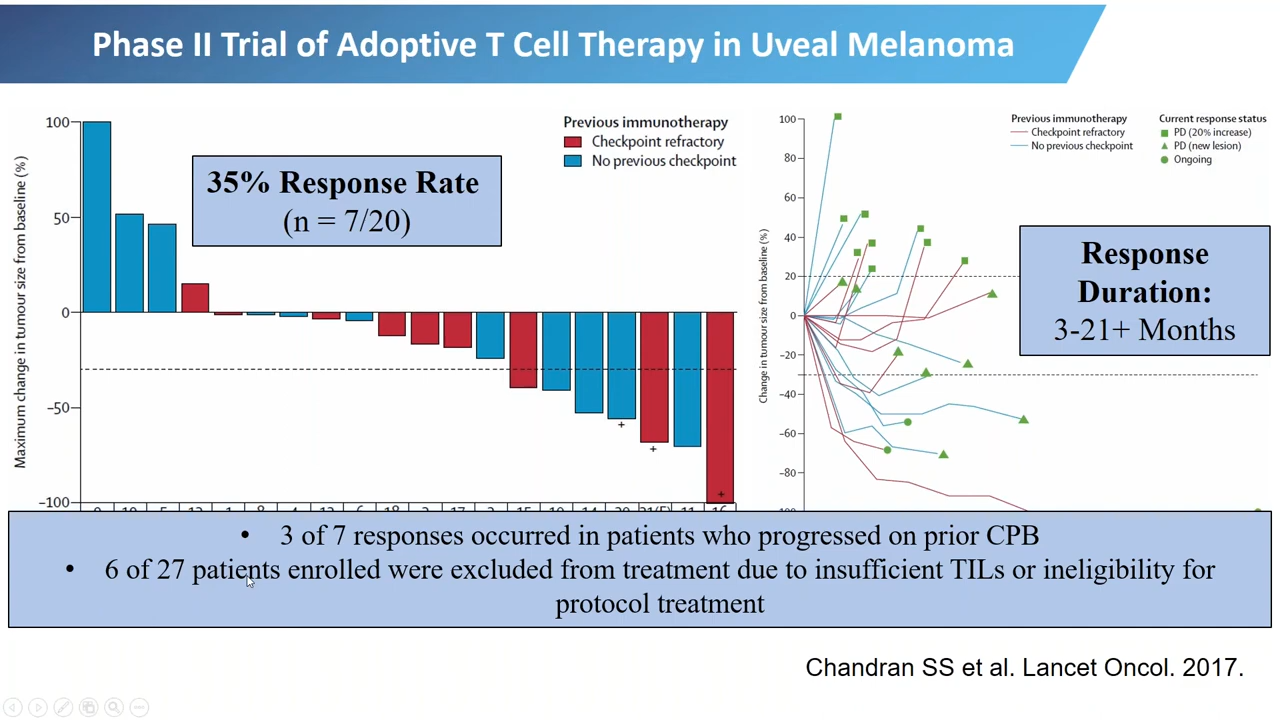 Phase II Trial of Adoptive T Cell Therapy in Uveal Melanoma
Maximum change in tumour size from baseline (%)
100
50
0
−50
−100
Previous immunotherapy
Checkpoint refractory
No previous checkpoint
35% Response Rate
(n = 7/20)
+
+
+
Change in tumour size from baseline (%)
100
80
60
40
20
0
−20
−40
−60
−80
Previous immunotherapy
Checkpoint refractory
No previous checkpoint
Current response status
PD (20% increase)
PD (new lesion)
Ongoing
Response
Duration:
3-21+ Months
• 3 of 7 responses occurred in patients who progressed on prior CPB
• 6 of 27 patients enrolled were excluded from treatment due to insufficient TILs or ineligibility for
protocol treatment
Chandran SS et al. Lancet Oncol. 2017.